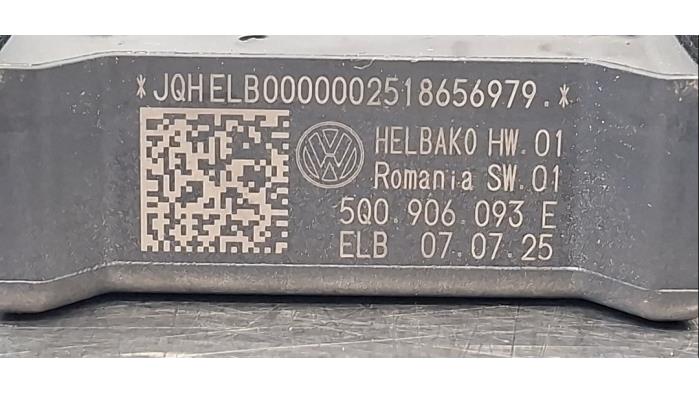 *JQHELB0000002518656979.*
HELBAKO HW.01
Romania SW.01
5Q0.906.093 E
ELB 07.07.25